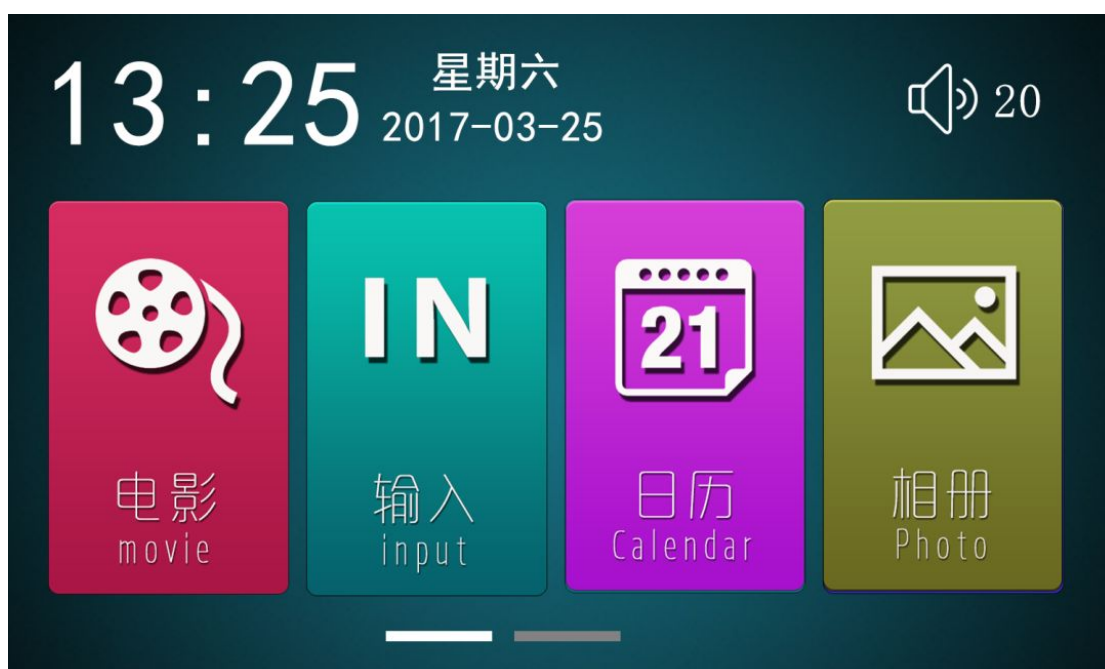 13:25
星期六
2017-03-25
20
电影
movie
IN
输入
input
21
日历
Calendar
相册
Photo